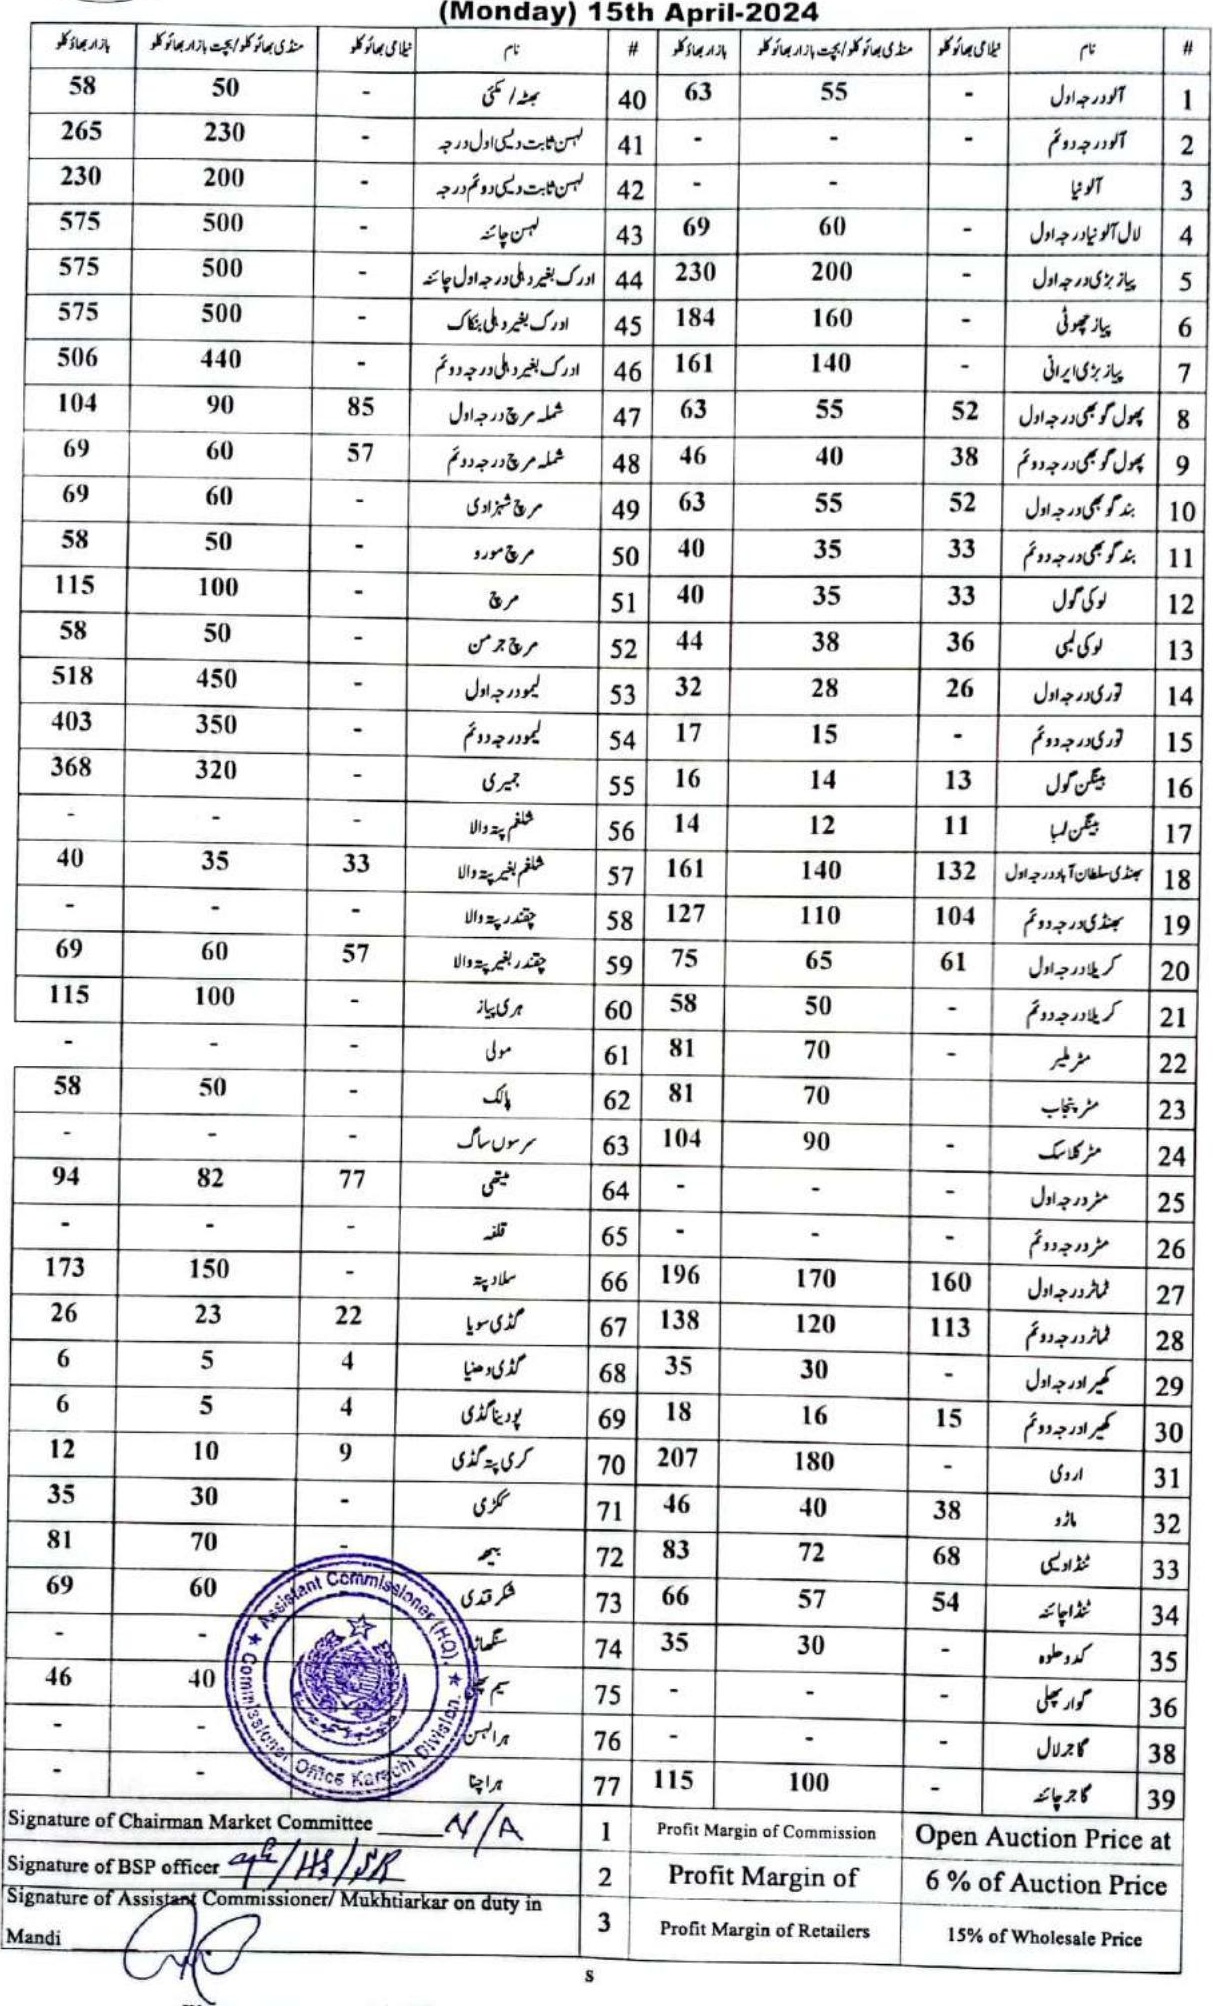 (Monday) 15th April-2024
# نام نیلامی بھائو کلو منڈی بھائو کلو/بچت بازار بھائو کلو بازار بھاؤ کلو # نام نیلامی بھائو کلو منڈی بھائو کلو/بچت بازار بھائو کلو بازار بھاؤ کلو
1 آلو درجہ اول - 55 63 40 بھٹہ / مکئی - 50 58
2 آلو درجہ دوئم - - - 41 لہسن ثابت دیسی اول درجہ - 230 265
3 آلو نیا - - 42 لہسن ثابت دیسی دوئم درجہ - 200 230
4 لال آلو نیا درجہ اول - 60 69 43 لہسن چائنہ - 500 575
5 پیاز بڑی درجہ اول - 200 230 44 ادرک بغیر دہلی درجہ اول چائنہ - 500 575
6 پیاز چھوٹی - 160 184 45 ادرک بغیر دہلی بنکاک - 500 575
7 پیاز بڑی ایرانی - 140 161 46 ادرک بغیر دہلی درجہ دوئم - 440 506
8 پھول گوبھی درجہ اول 52 55 63 47 شملہ مرچ درجہ اول 85 90 104
9 پھول گوبھی درجہ دوئم 38 40 46 48 شملہ مرچ درجہ دوئم 57 60 69
10 بند گوبھی درجہ اول 52 55 63 49 مرچ شہزادی - 60 69
11 بند گوبھی درجہ دوئم 33 35 40 50 مرچ مورو - 50 58
12 لوکی گول 33 35 40 51 مرچ - 100 115
13 لوکی لمبی 36 38 44 52 مرچ جرمن - 50 58
14 توری درجہ اول 26 28 32 53 لیمو درجہ اول - 450 518
15 توری درجہ دوئم - 15 17 54 لیمو درجہ دوئم - 350 403
16 بینگن گول 13 14 16 55 جمیری - 320 368
17 بینگن لمبا 11 12 14 56 شلغم پتہ والا - - -
18 بھنڈی سلطان آباد درجہ اول 132 140 161 57 شلغم بغیر پتہ والا 33 35 40
19 بھنڈی درجہ دوئم 104 110 127 58 چقندر پتہ والا - - -
20 کریلا درجہ اول 61 65 75 59 چقندر بغیر پتہ والا 57 60 69
21 کریلا درجہ دوئم - 50 58 60 ہری پیاز - 100 115
22 مٹر ملیر - 70 81 61 مولی - - -
23 مٹر پنجاب 70 81 62 پالک - 50 58
24 مٹر کلاسک - 90 104 63 سرسوں ساگ - - -
25 مٹر درجہ اول - - - 64 میتھی 77 82 94
26 مٹر درجہ دوئم - - - 65 قلفہ - - -
27 ٹماٹر درجہ اول 160 170 196 66 سلاد پتہ - 150 173
28 ٹماٹر درجہ دوئم 113 120 138 67 گڈی سویا 22 23 26
29 کھیرا درجہ اول - 30 35 68 گڈی دھنیا 4 5 6
30 کھیرا درجہ دوئم 15 16 18 69 پودینا گڈی 4 5 6
31 اروی - 180 207 70 کری پتہ گڈی 9 10 12
32 مارو 38 40 46 71 ککڑی - 30 35
33 ٹنڈا دیسی 68 72 83 72 بیھ - 70 81
34 ٹنڈا چائنہ 54 57 66 73 شکر قندی 60 69
35 کدو حلوہ - 30 35 74 سنگھاڑا - -
36 گوار پھلی - - - 75 سیم 40 46
38 گاجر لال - - - 76 ہرا لہسن - -
39 گاجر چائنہ - 100 115 77 ہرا چنا - -
Assistant Commissioner (HQ),
Commissioner Office Karachi Division.
Signature of Chairman Market Committee N/A
Signature of BSP officer
Signature of Assistant Commissioner/ Mukhtiarkar on duty in
Mandi
1 Profit Margin of Commission Open Auction Price at
2 Profit Margin of 6 % of Auction Price
3 Profit Margin of Retailers 15% of Wholesale Price
s